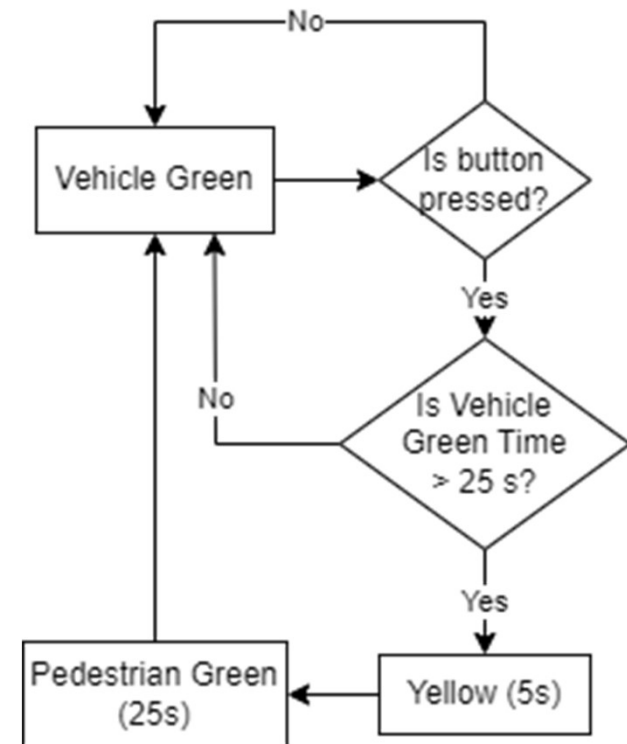 No
Vehicle Green
Is button
pressed?
Yes
No
Is Vehicle
Green Time
> 25 s?
Yes
Pedestrian Green
(25s)
Yellow (5s)